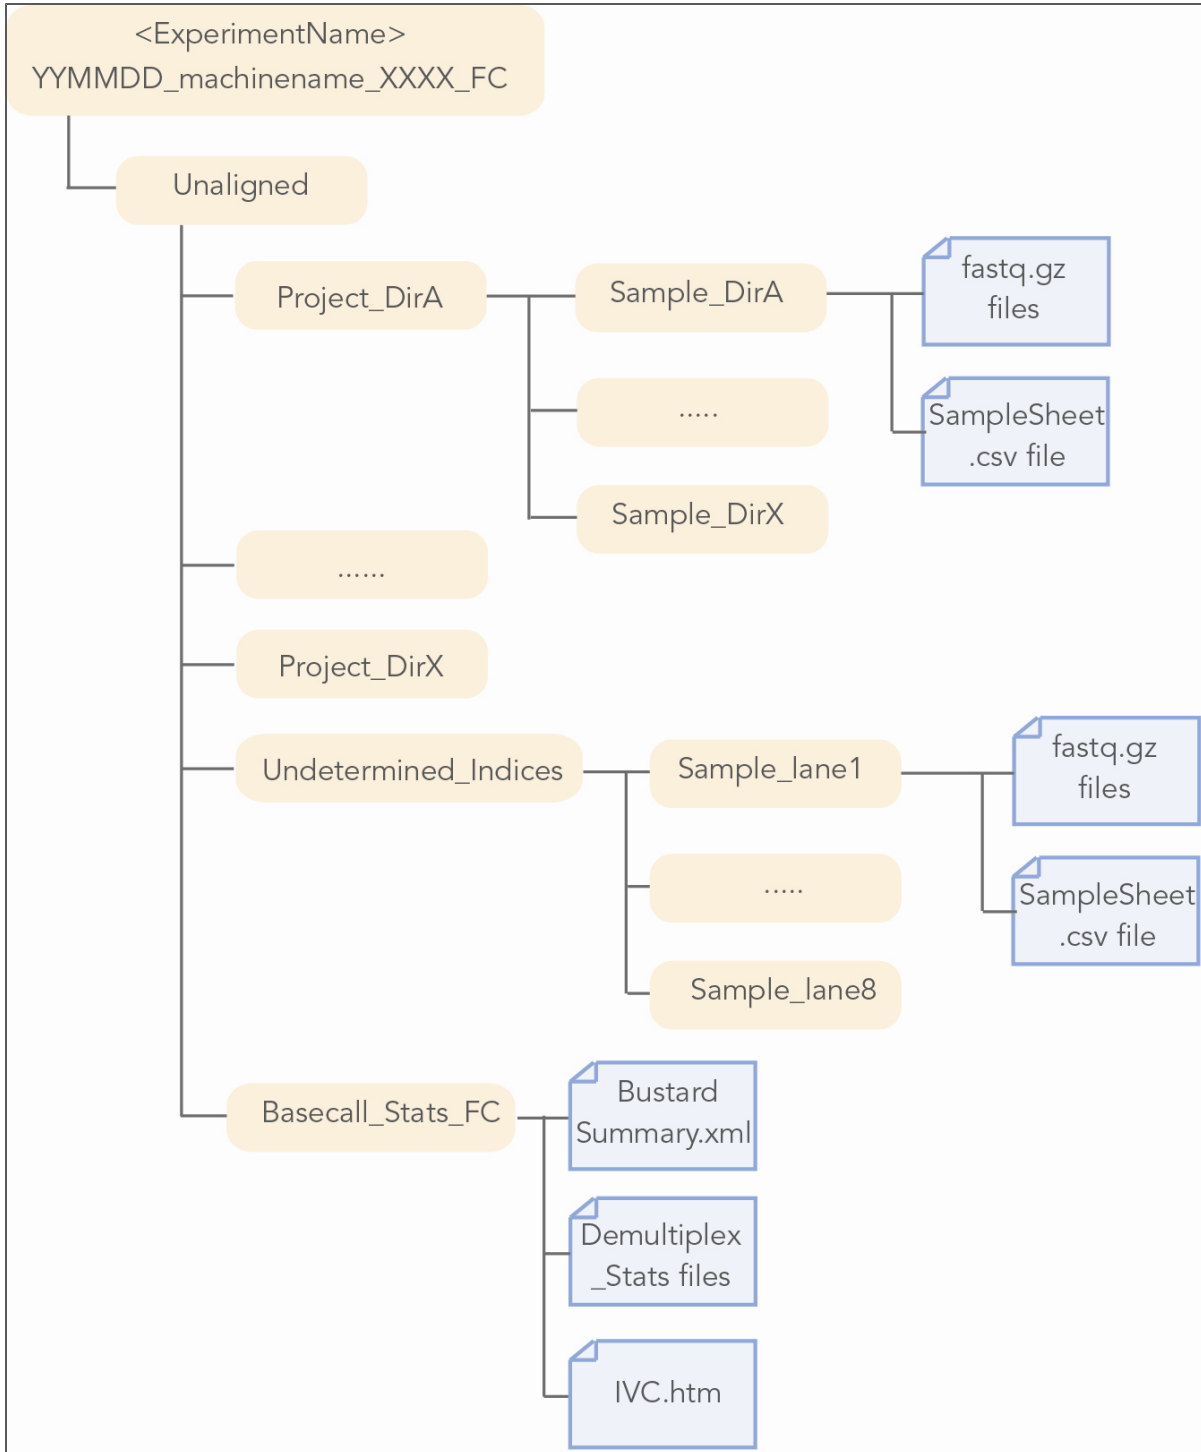 <ExperimentName>
YYMMDD_machinename_XXXX_FC
Unaligned
Project_DirA
Sample_DirA
fastq.gz
files
.....
SampleSheet
.csv file
Sample_DirX
......
Project_DirX
Undetermined_Indices
Sample_lane1
fastq.gz
files
.....
SampleSheet
.csv file
Sample_lane8
Basecall_Stats_FC
Bustard
Summary.xml
Demultiplex
_Stats files
IVC.htm